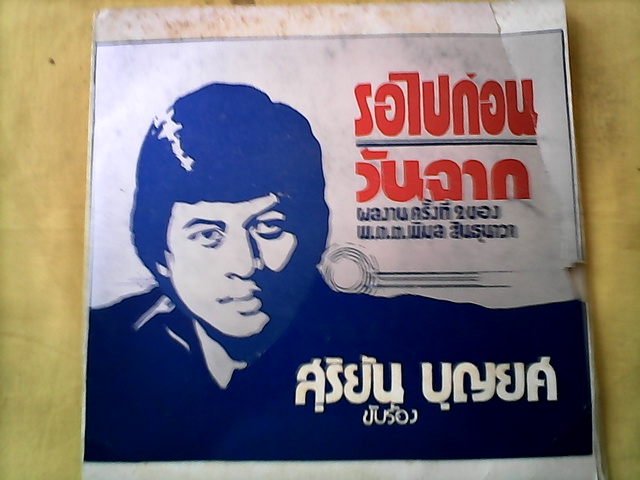 รอไปก่อน
วันฉาก
ผลงานครั้งที่ ๒ ของ
พ.ต.ต.พิมล สินธุนาวา
สุริยัน บุญยศ
ขับร้อง